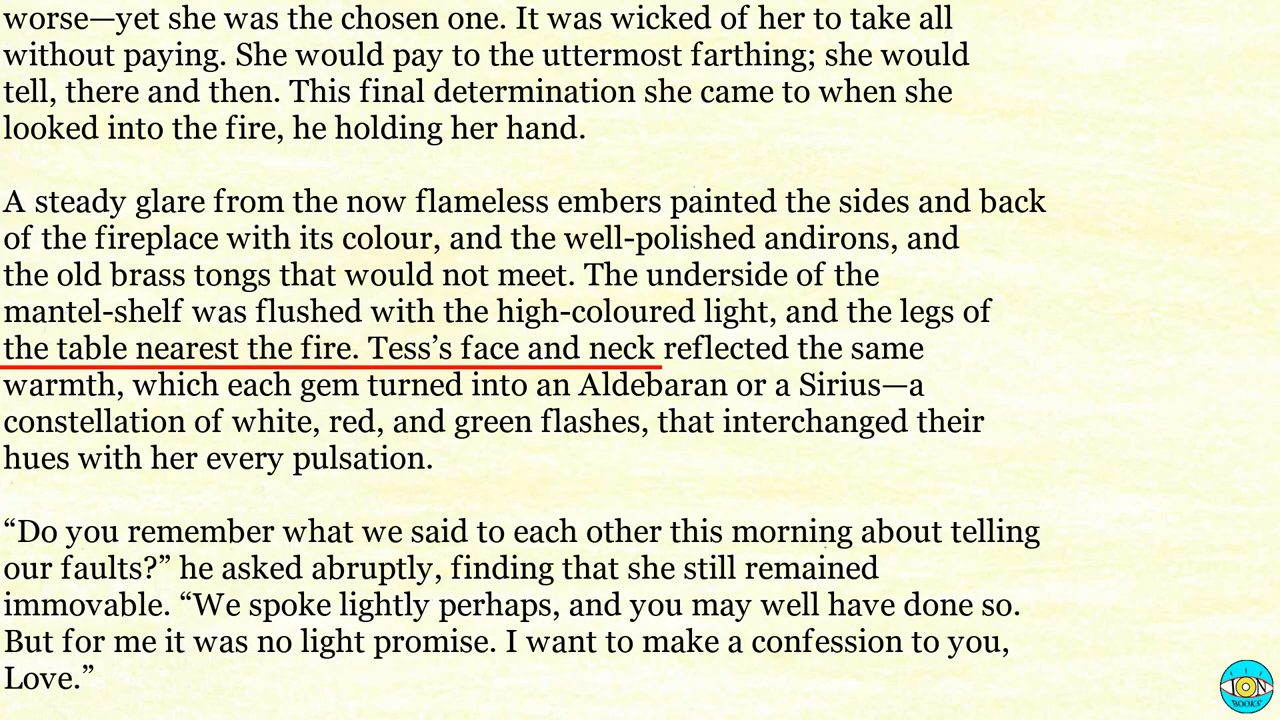 worse—yet she was the chosen one. It was wicked of her to take all
without paying. She would pay to the uttermost farthing; she would
tell, there and then. This final determination she came to when she
looked into the fire, he holding her hand.
A steady glare from the now flameless embers painted the sides and back
of the fireplace with its colour, and the well-polished andirons, and
the old brass tongs that would not meet. The underside of the
mantel-shelf was flushed with the high-coloured light, and the legs of
the table nearest the fire. Tess’s face and neck reflected the same
warmth, which each gem turned into an Aldebaran or a Sirius—a
constellation of white, red, and green flashes, that interchanged their
hues with her every pulsation.
“Do you remember what we said to each other this morning about telling
our faults?” he asked abruptly, finding that she still remained
immovable. “We spoke lightly perhaps, and you may well have done so.
But for me it was no light promise. I want to make a confession to you,
Love.”
ION
BOOKS